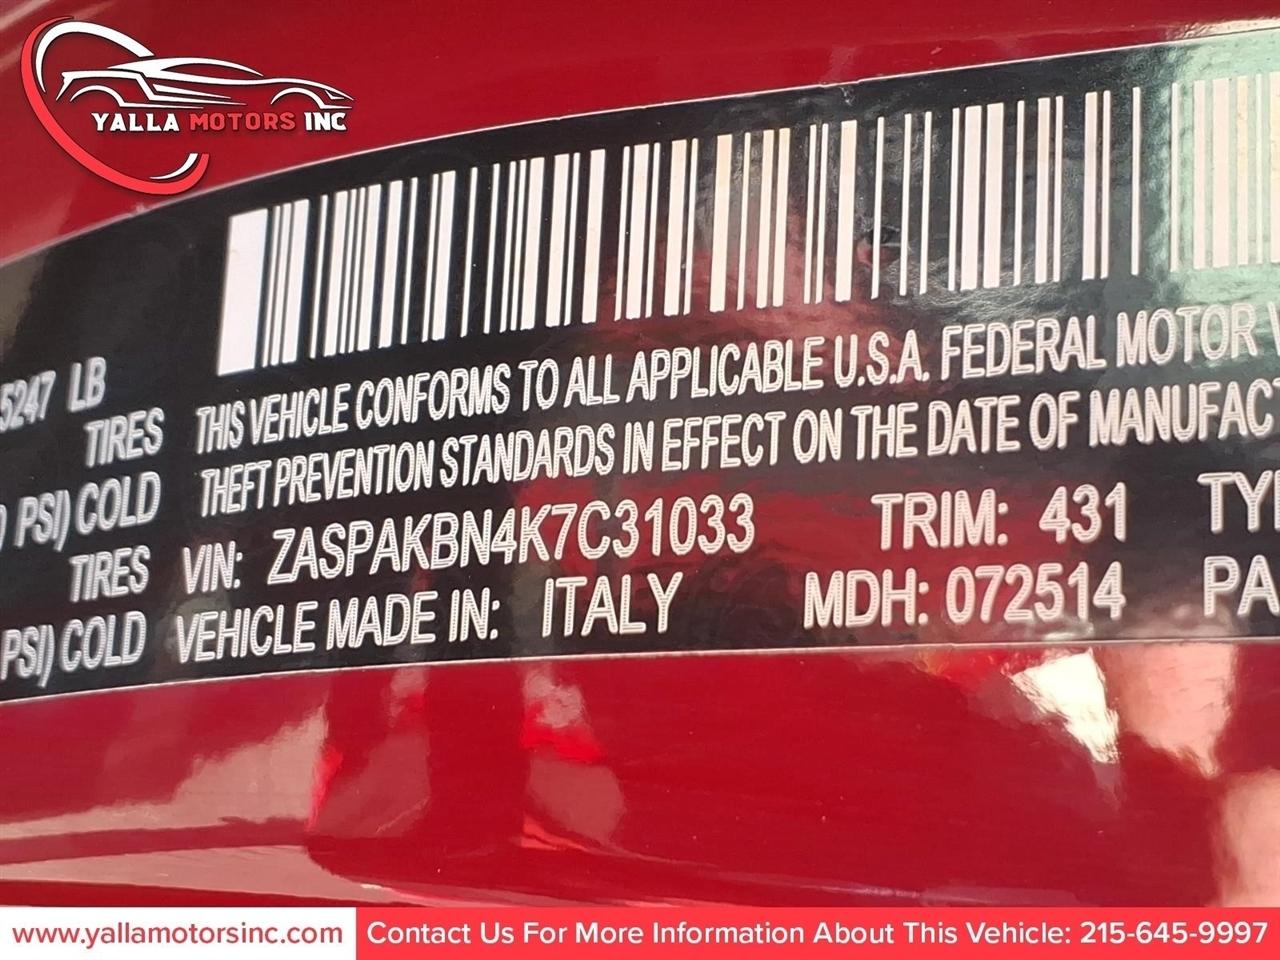 YALLA MOTORS INC
5247 LB
TIRES
PSI) COLD
TIRES
PSI) COLD
THIS VEHICLE CONFORMS TO ALL APPLICABLE U.S.A. FEDERAL MOTOR V
THEFT PREVENTION STANDARDS IN EFFECT ON THE DATE OF MANUFAC
VIN: ZASPAKBN4K7C31033 TRIM: 431 TY
VEHICLE MADE IN: ITALY MDH: 072514 PA
www.yallamotorsinc.com
Contact Us For More Information About This Vehicle: 215-645-9997